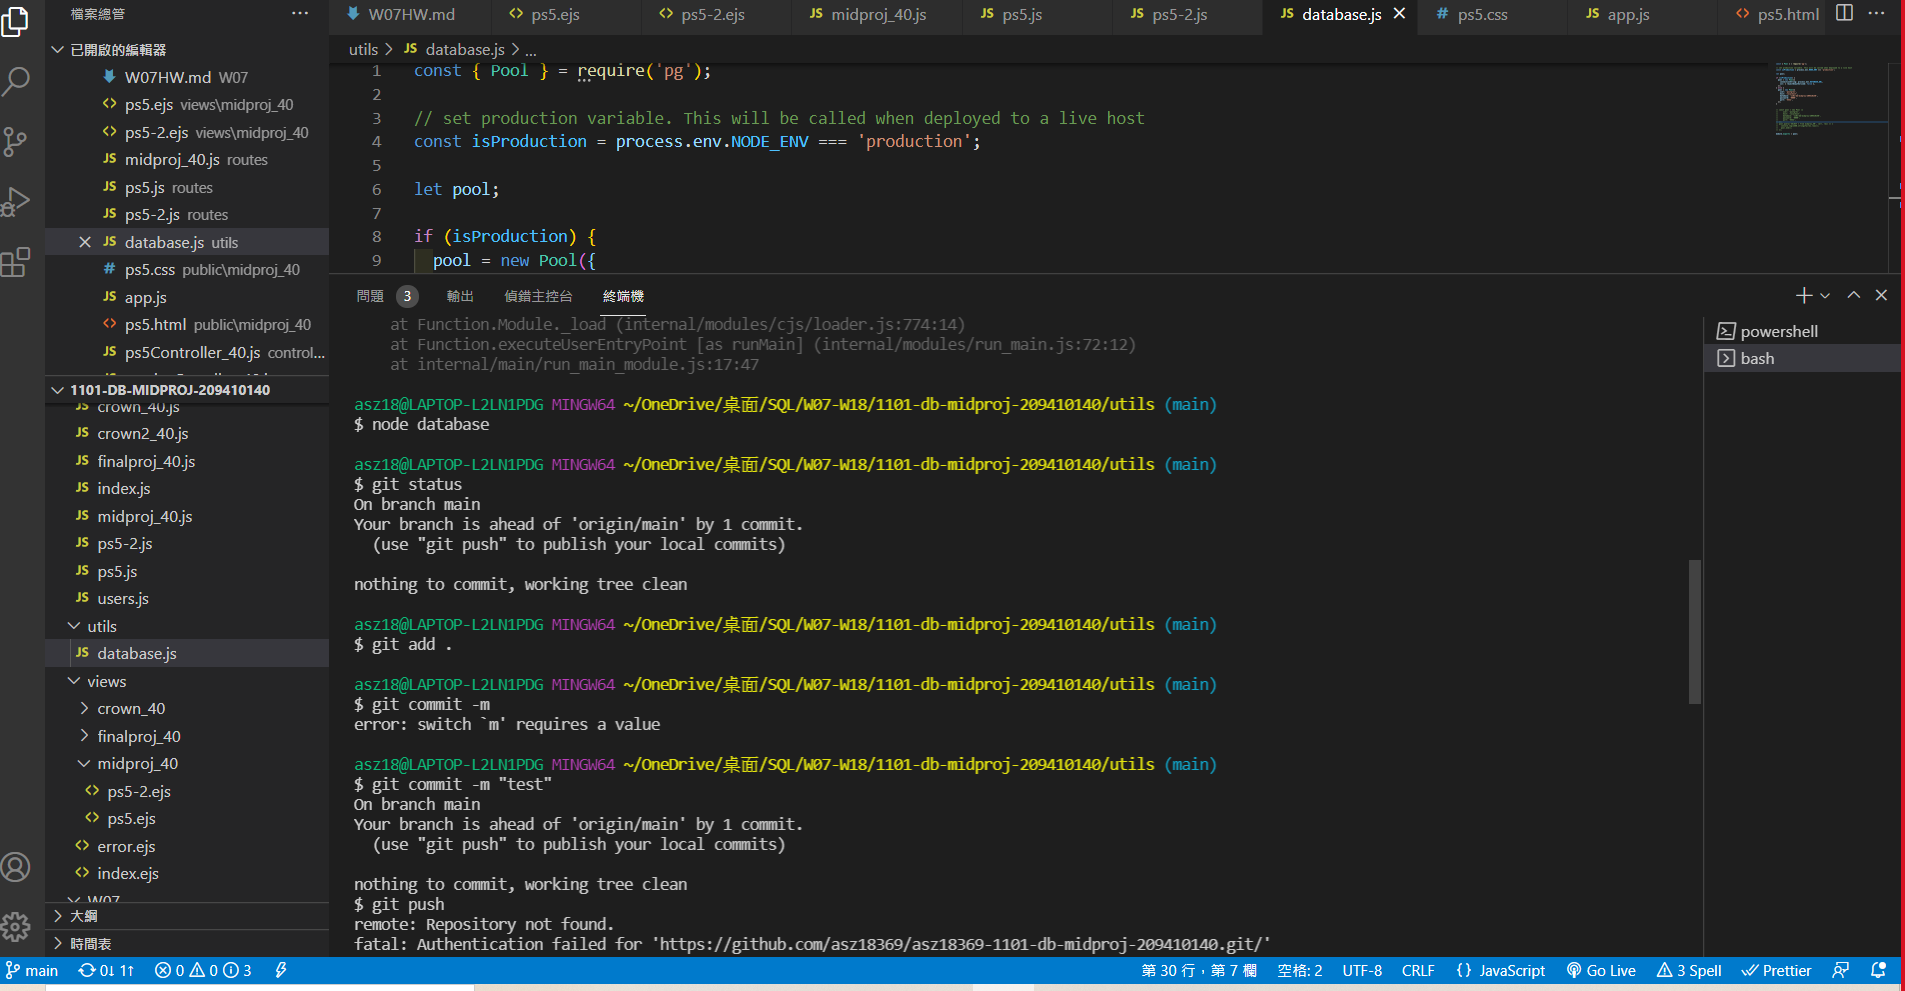 檔案總管
W07HW.md
ps5.ejs
ps5-2.ejs
JS midproj_40.js
JS ps5.js
JS ps5-2.js
JS database.js
# ps5.css
JS app.js
ps5.html
已開啟的編輯器
W07HW.md W07
ps5.ejs views\midproj_40
ps5-2.ejs views\midproj_40
JS midproj_40.js routes
JS ps5.js routes
JS ps5-2.js routes
JS database.js utils
# ps5.css public\midproj_40
JS app.js
ps5.html public\midproj_40
JS ps5Controller_40.js control...
1101-DB-MIDPROJ-209410140
JS crown_40.js
JS crown2_40.js
JS finalproj_40.js
JS index.js
JS midproj_40.js
JS ps5-2.js
JS ps5.js
JS users.js
utils
JS database.js
views
crown_40
finalproj_40
midproj_40
ps5-2.ejs
ps5.ejs
error.ejs
index.ejs
W07
大綱
時間表
utils > JS database.js > ...
1 const { Pool } = require('pg');
2
3 // set production variable. This will be called when deployed to a live host
4 const isProduction = process.env.NODE_ENV === 'production';
5
6 let pool;
7
8 if (isProduction) {
9 pool = new Pool({
問題 3 輸出 偵錯主控台 終端機
at Function.Module._load (internal/modules/cjs/loader.js:774:14)
at Function.executeUserEntryPoint [as runMain] (internal/modules/run_main.js:72:12)
at internal/main/run_main_module.js:17:47
asz18@LAPTOP-L2LN1PDG MINGW64 ~/OneDrive/桌面/SQL/W07-W18/1101-db-midproj-209410140/utils (main)
$ node database
asz18@LAPTOP-L2LN1PDG MINGW64 ~/OneDrive/桌面/SQL/W07-W18/1101-db-midproj-209410140/utils (main)
$ git status
On branch main
Your branch is ahead of 'origin/main' by 1 commit.
(use "git push" to publish your local commits)
nothing to commit, working tree clean
asz18@LAPTOP-L2LN1PDG MINGW64 ~/OneDrive/桌面/SQL/W07-W18/1101-db-midproj-209410140/utils (main)
$ git add .
asz18@LAPTOP-L2LN1PDG MINGW64 ~/OneDrive/桌面/SQL/W07-W18/1101-db-midproj-209410140/utils (main)
$ git commit -m
error: switch `m' requires a value
asz18@LAPTOP-L2LN1PDG MINGW64 ~/OneDrive/桌面/SQL/W07-W18/1101-db-midproj-209410140/utils (main)
$ git commit -m "test"
On branch main
Your branch is ahead of 'origin/main' by 1 commit.
(use "git push" to publish your local commits)
nothing to commit, working tree clean
$ git push
remote: Repository not found.
fatal: Authentication failed for 'https://github.com/asz18369/asz18369-1101-db-midproj-209410140.git/'
powershell
bash
main 0↓ 1↑ 0 0 3
第 30 行，第 7 欄 空格: 2 UTF-8 CRLF {} JavaScript Go Live 3 Spell Prettier